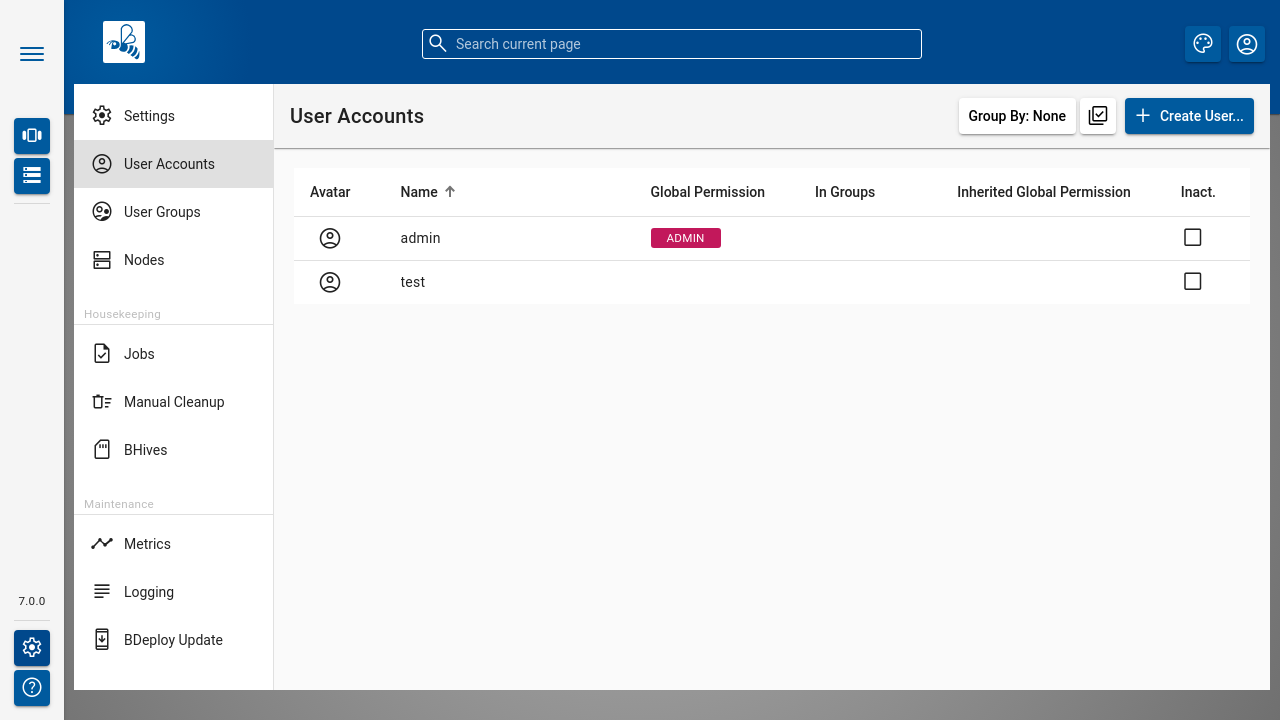 Search current page
Settings
User Accounts
User Groups
Nodes
Housekeeping
Jobs
Manual Cleanup
BHives
Maintenance
Metrics
Logging
BDeploy Update
7.0.0
User Accounts
Group By: None
Create User...
Avatar Name Global Permission In Groups Inherited Global Permission Inact.
admin ADMIN
test